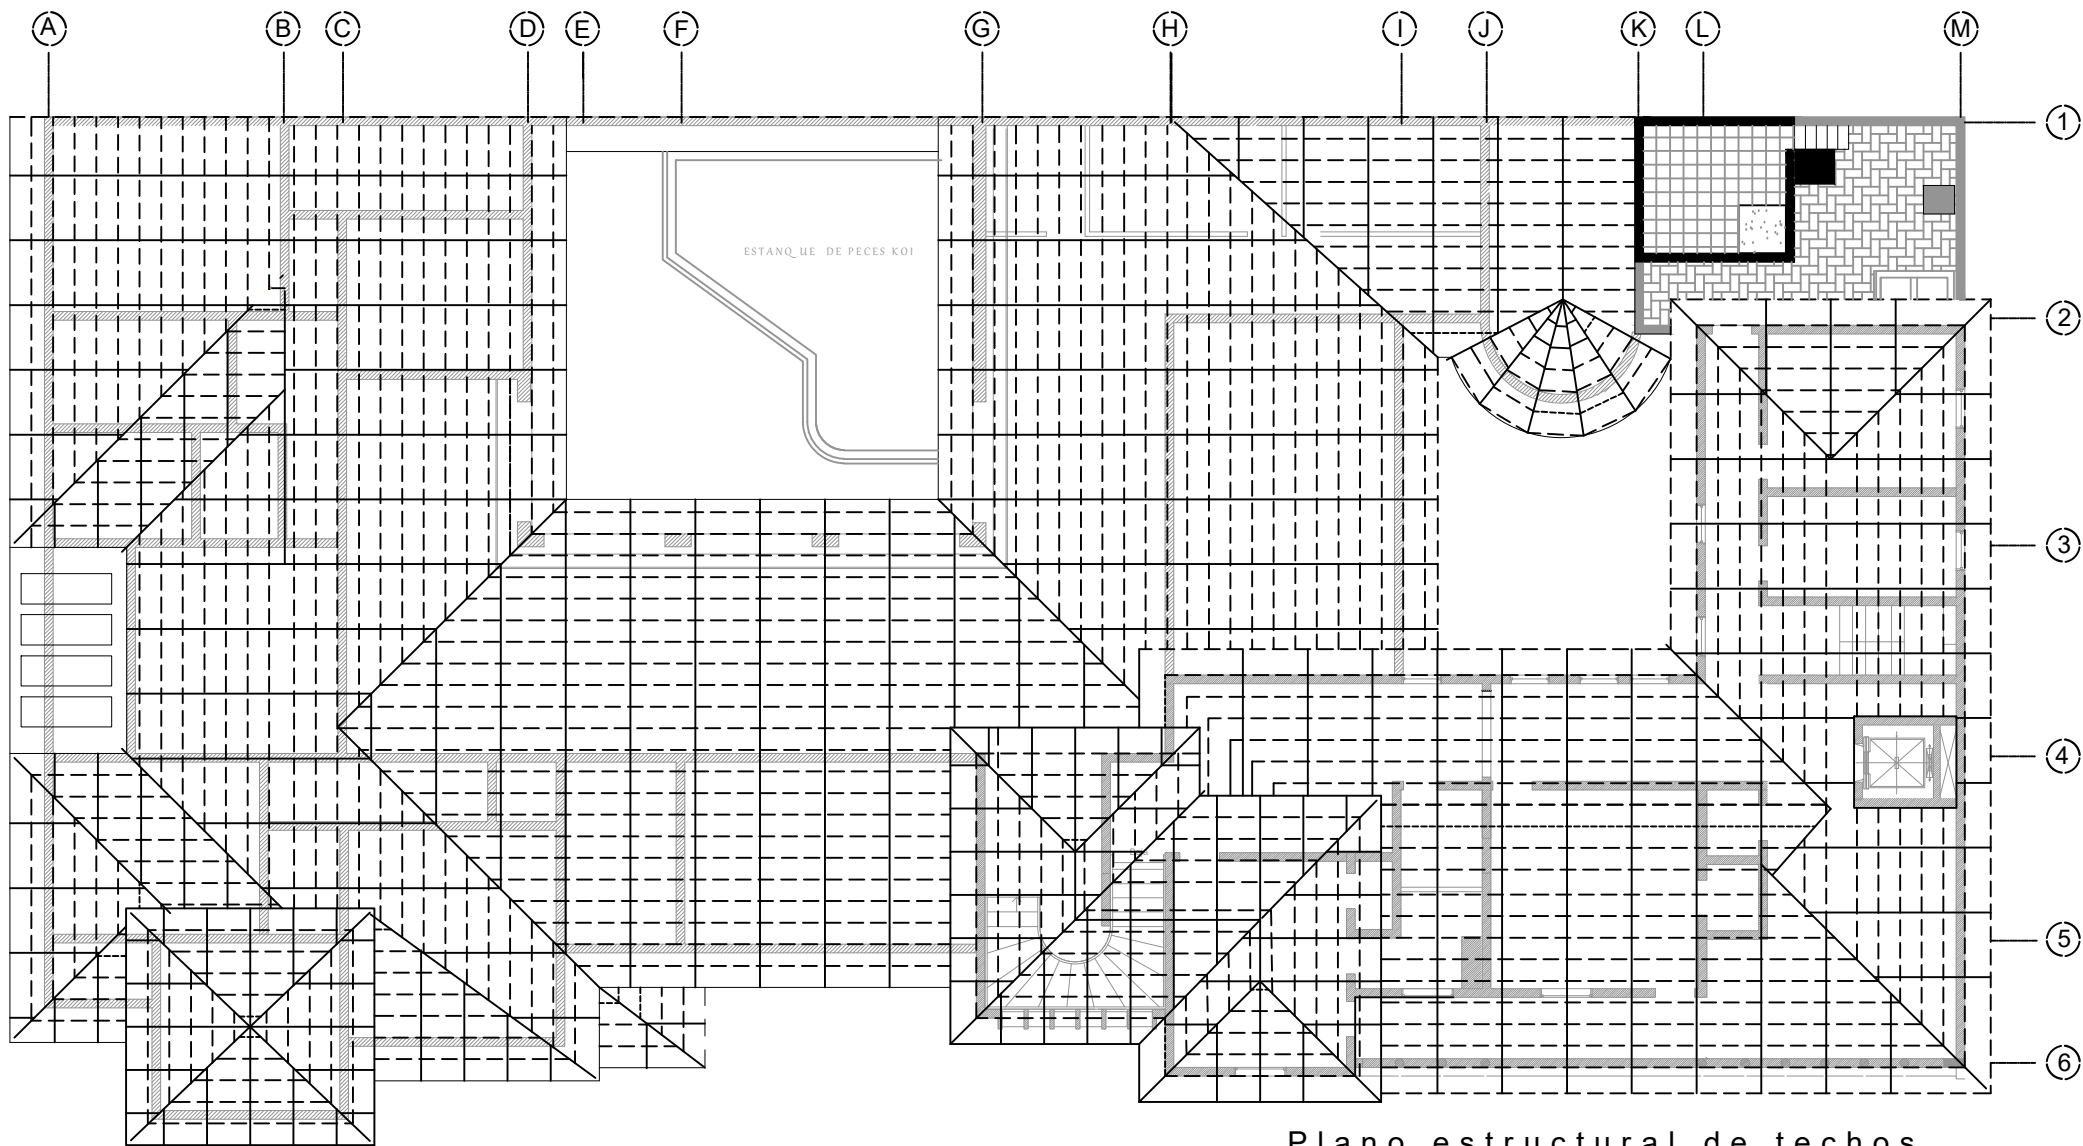 A B C D E F G H I J K L M
1
ESTANQUE DE PECES KOI
2
3
4
5
6
Plano estructural de techos